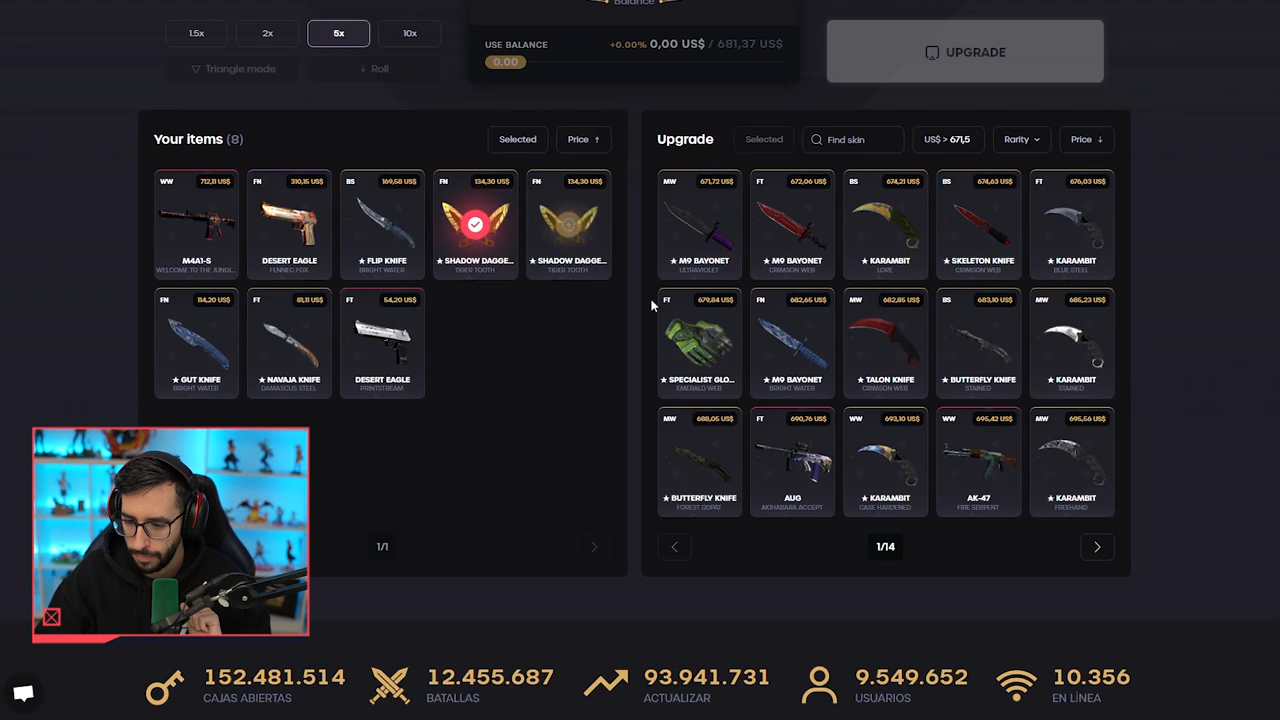 Balance
1.5x 2x 5x 10x
Triangle mode Roll
USE BALANCE +0.00% 0,00 US$ / 681,37 US$
0.00
UPGRADE
Your items (8) Selected Price
WW 712,11 US$ FN 310,15 US$ BS 169,58 US$ FN 134,30 US$ FN 134,30 US$
M4A1-S DESERT EAGLE ★ FLIP KNIFE ★ SHADOW DAGGE... ★ SHADOW DAGGE...
WELCOME TO THE JUNGL... FENNEC FOX BRIGHT WATER TIGER TOOTH TIGER TOOTH
FN 114,20 US$ FT 81,11 US$ FT 54,20 US$
★ GUT KNIFE ★ NAVAJA KNIFE DESERT EAGLE
BRIGHT WATER DAMASCUS STEEL PRINTSTREAM
1/1
Upgrade Selected Find skin US$ > 671,5 Rarity Price
MW 671,72 US$ FT 672,06 US$ BS 674,21 US$ BS 674,63 US$ FT 676,03 US$
★ M9 BAYONET ★ M9 BAYONET ★ KARAMBIT ★ SKELETON KNIFE ★ KARAMBIT
ULTRAVIOLET CRIMSON WEB LORE CRIMSON WEB BLUE STEEL
FT 679,84 US$ FN 682,65 US$ MW 682,85 US$ BS 683,10 US$ MW 685,23 US$
★ SPECIALIST GLO... ★ M9 BAYONET ★ TALON KNIFE ★ BUTTERFLY KNIFE ★ KARAMBIT
EMERALD WEB BRIGHT WATER CRIMSON WEB STAINED STAINED
MW 688,05 US$ FT 690,76 US$ MW 693,10 US$ WW 695,42 US$ MW 695,56 US$
★ BUTTERFLY KNIFE AUG ★ KARAMBIT AK-47 ★ KARAMBIT
FOREST DDPAT AKIHABARA ACCEPT CASE HARDENED FIRE SERPENT FREEHAND
1/14
152.481.514 12.455.687 93.941.731 9.549.652 10.356
CAJAS ABIERTAS BATALLAS ACTUALIZAR USUARIOS EN LÍNEA